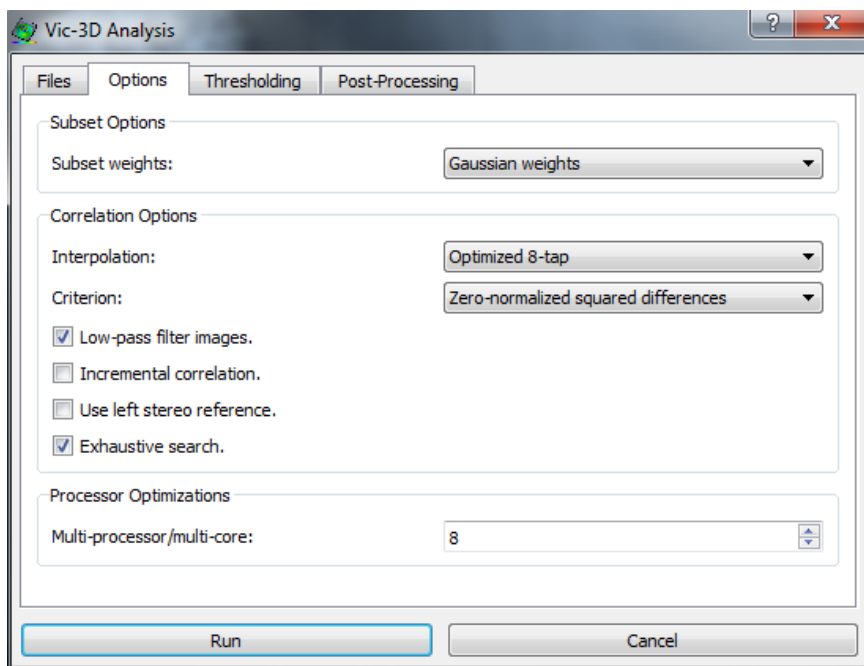 Vic-3D Analysis
Files Options Thresholding Post-Processing
Subset Options
Subset weights: Gaussian weights
Correlation Options
Interpolation: Optimized 8-tap
Criterion: Zero-normalized squared differences
Low-pass filter images.
Incremental correlation.
Use left stereo reference.
Exhaustive search.
Processor Optimizations
Multi-processor/multi-core: 8
Run Cancel